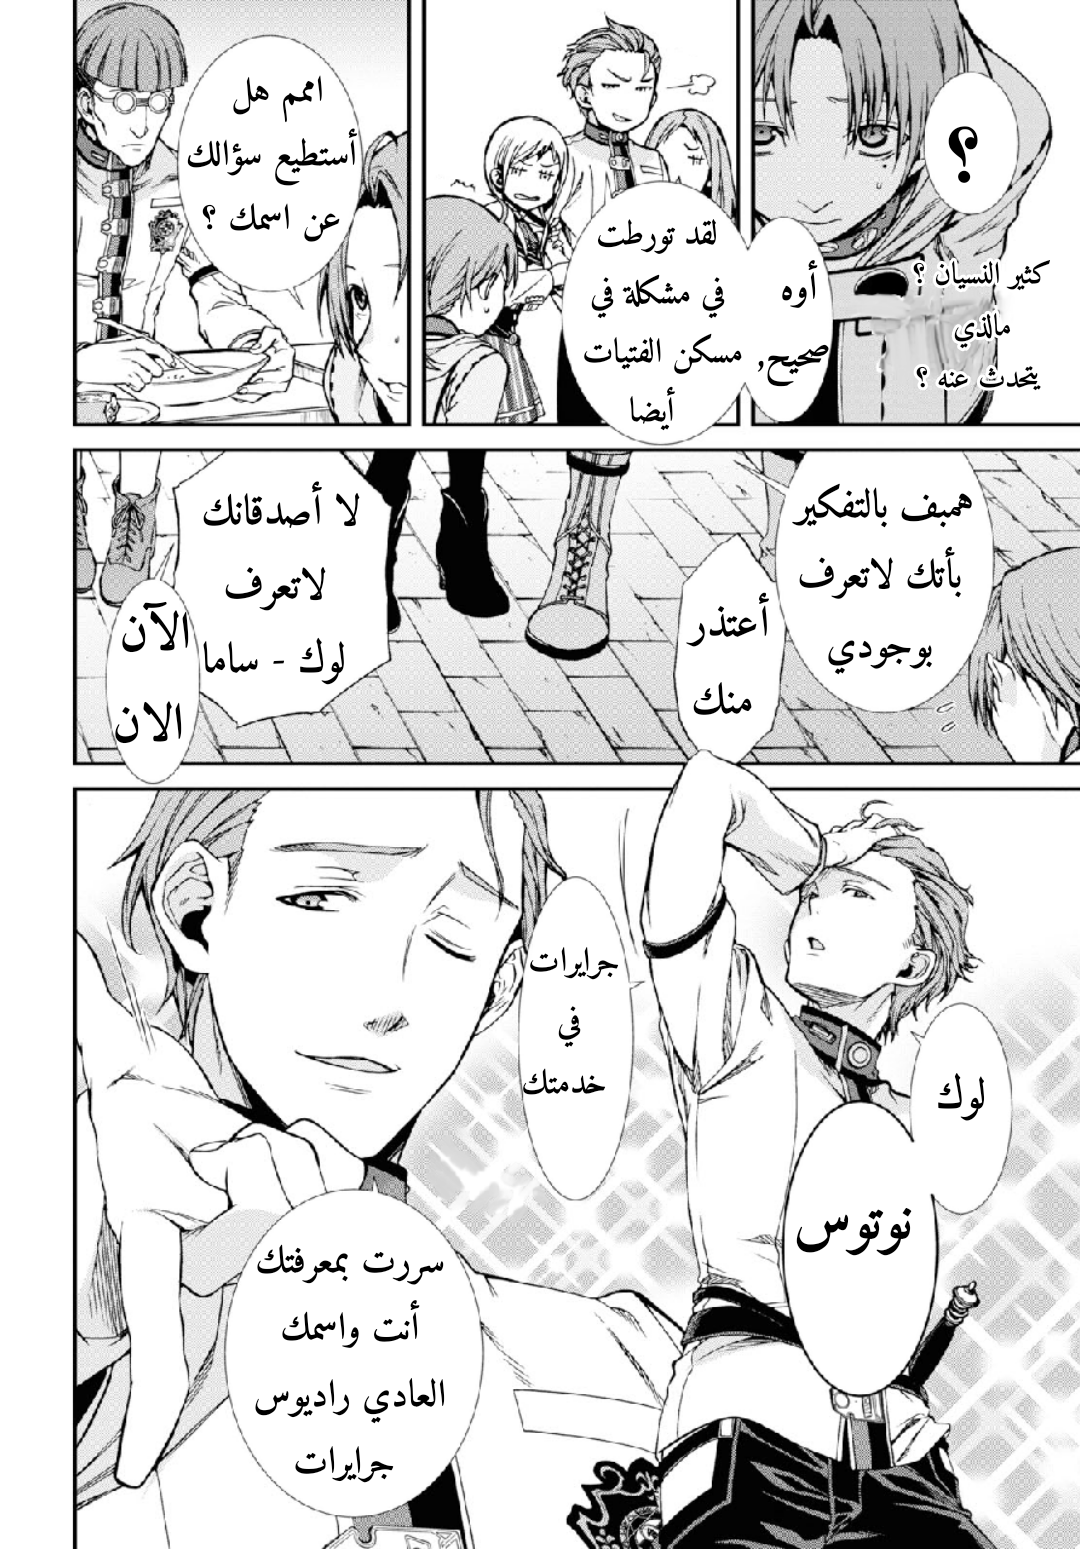 ؟
كثير النسيان ؟
مالذي
يتحدث عنه ؟
أوه
صحيح,
لقد تورطت
في مشكلة في
مسكن الفتيات
أيضا
امم هل
أستطيع سؤالك
عن اسمك ؟
همبف بالتفكير
بأتك لاتعرف
بوجودي
أعتذر
منك
لا أصدقانك
لاتعرف
لوك - ساما
الآن
الان
لوك
نوتوس
جرايرات
في
خدمتك
سررت بمعرفتك
أنت واسمك
العادي راديوس
جرايرات